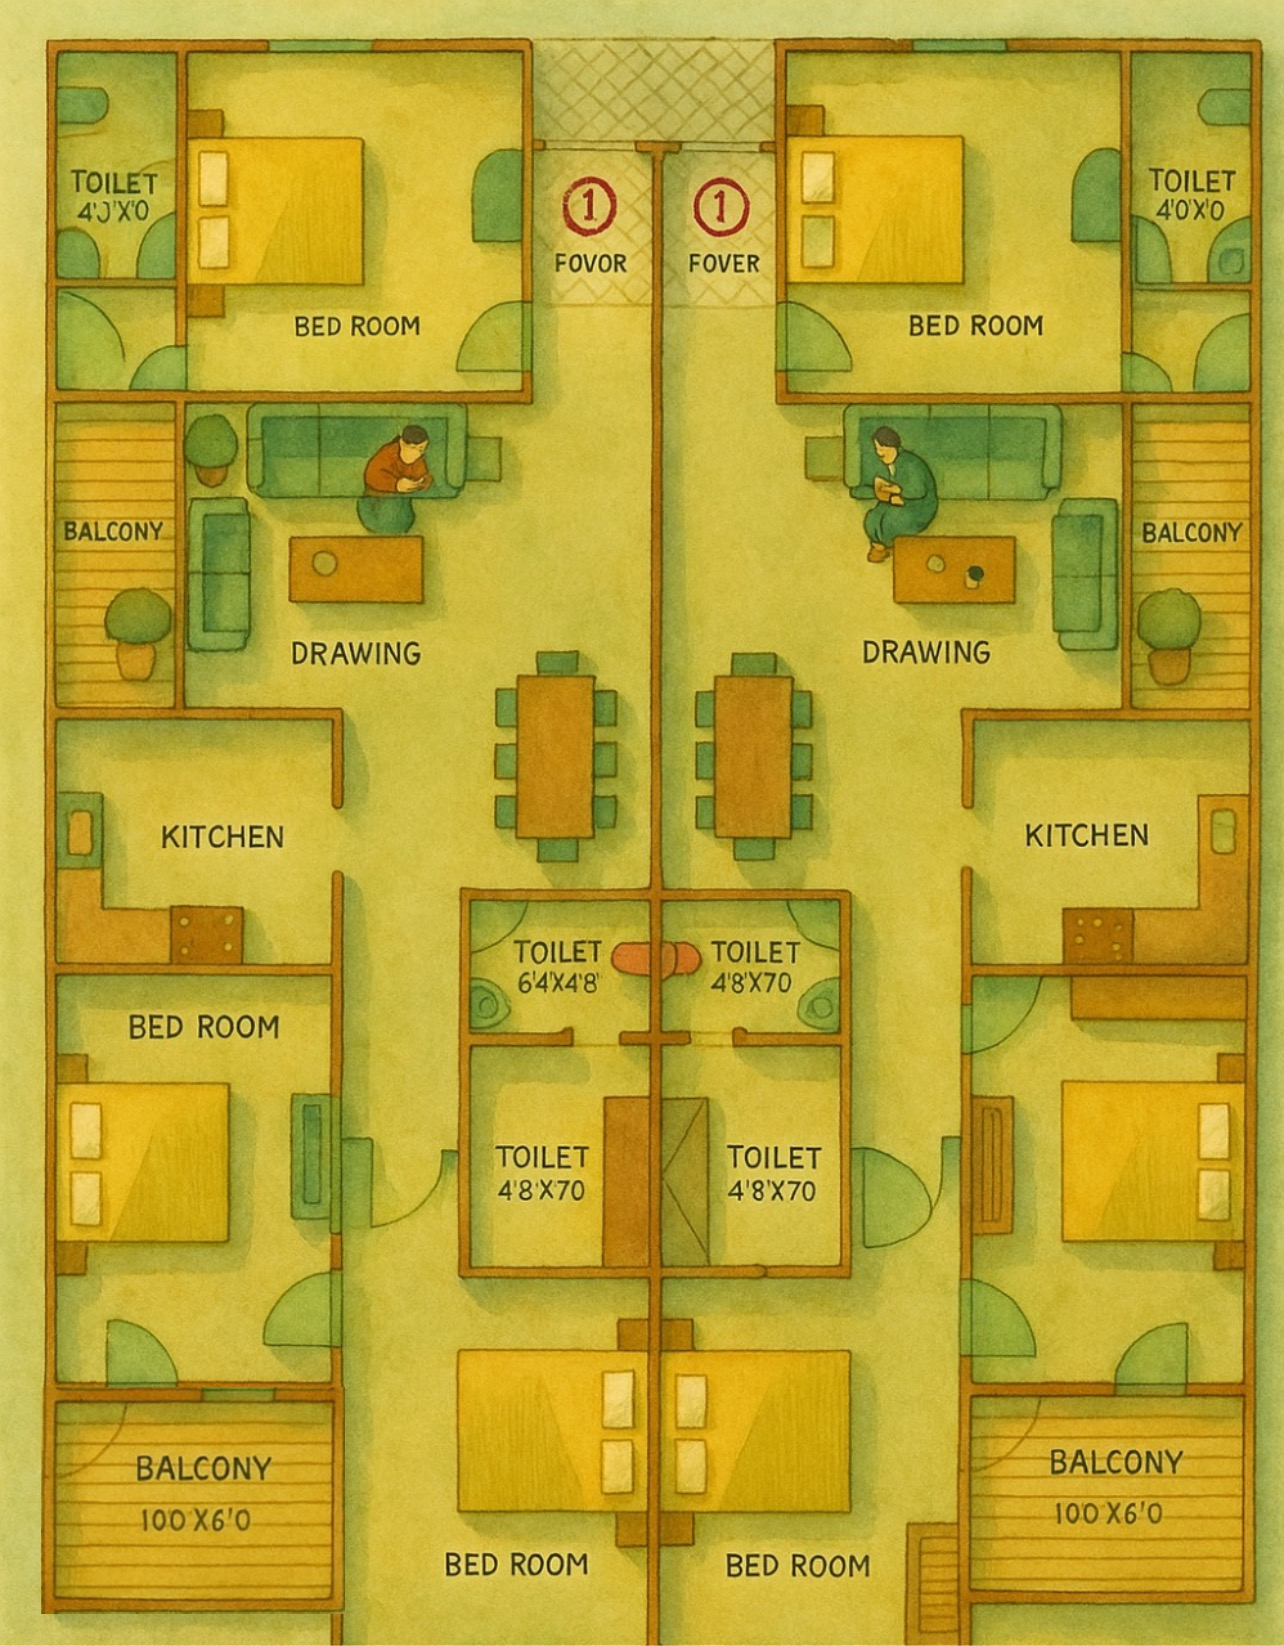 TOILET
4'J'X'0
BED ROOM
1
FOVOR
1
FOVER
BED ROOM
TOILET
4'0'X'0
BALCONY
DRAWING
DRAWING
BALCONY
KITCHEN
KITCHEN
TOILET
6'4'X4'8'
TOILET
4'8'X70
BED ROOM
TOILET
4'8'X'70
TOILET
4'8'X70
BALCONY
100 X6'0
BED ROOM
BED ROOM
BALCONY
100 X6'0